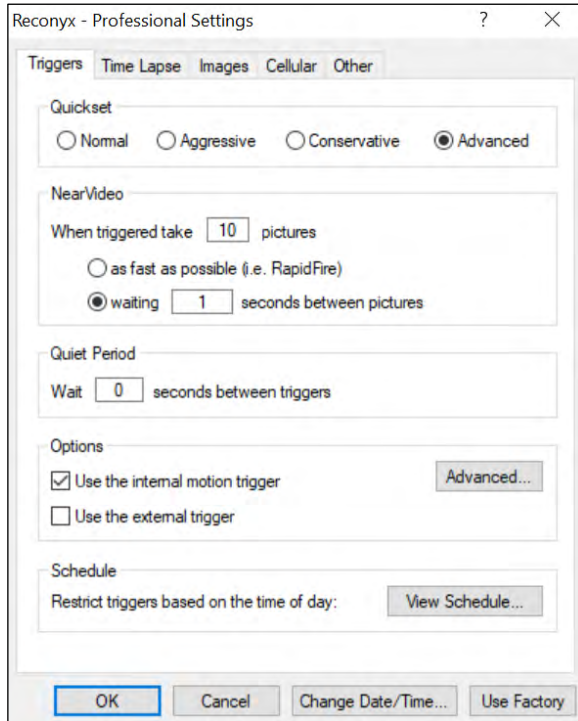 Reconyx - Professional Settings ? X
Triggers Time Lapse Images Cellular Other
Quickset
Normal Aggressive Conservative Advanced
NearVideo
When triggered take 10 pictures
as fast as possible (i.e. RapidFire)
waiting 1 seconds between pictures
Quiet Period
Wait 0 seconds between triggers
Options
Use the internal motion trigger Advanced...
Use the external trigger
Schedule
Restrict triggers based on the time of day: View Schedule...
OK Cancel Change Date/Time... Use Factory